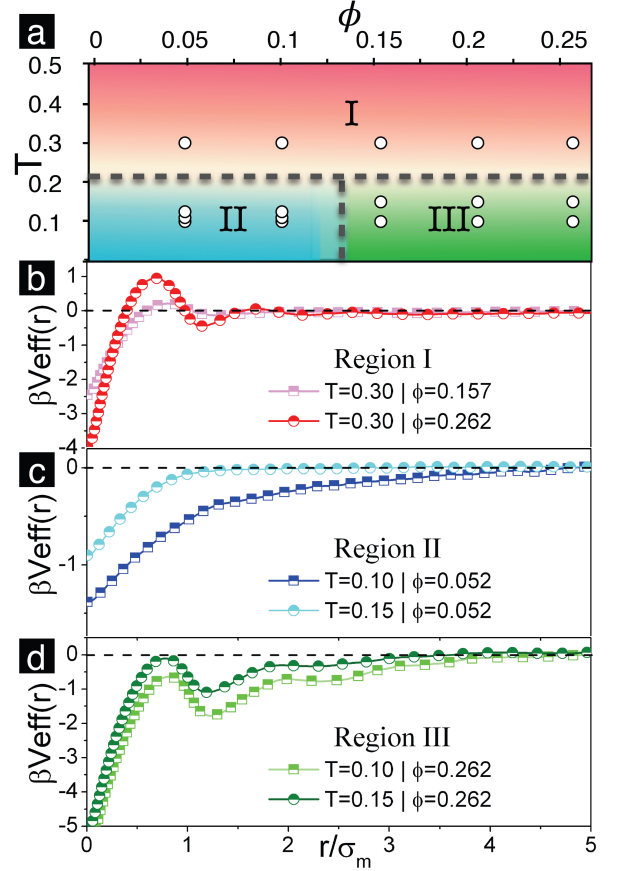 a
ϕ
0 0.05 0.1 0.15 0.2 0.25
T
0.5
0.4
0.3
0.2
0.1
I
II
III
b
βVeff(r)
1
0
-1
-2
-3
-4
Region I
T=0.30 | ϕ=0.157
T=0.30 | ϕ=0.262
c
βVeff(r)
0
-1
Region II
T=0.10 | ϕ=0.052
T=0.15 | ϕ=0.052
d
βVeff(r)
0
-1
-2
-3
-4
-5
Region III
T=0.10 | ϕ=0.262
T=0.15 | ϕ=0.262
0 1 2 3 4 5
r/σm